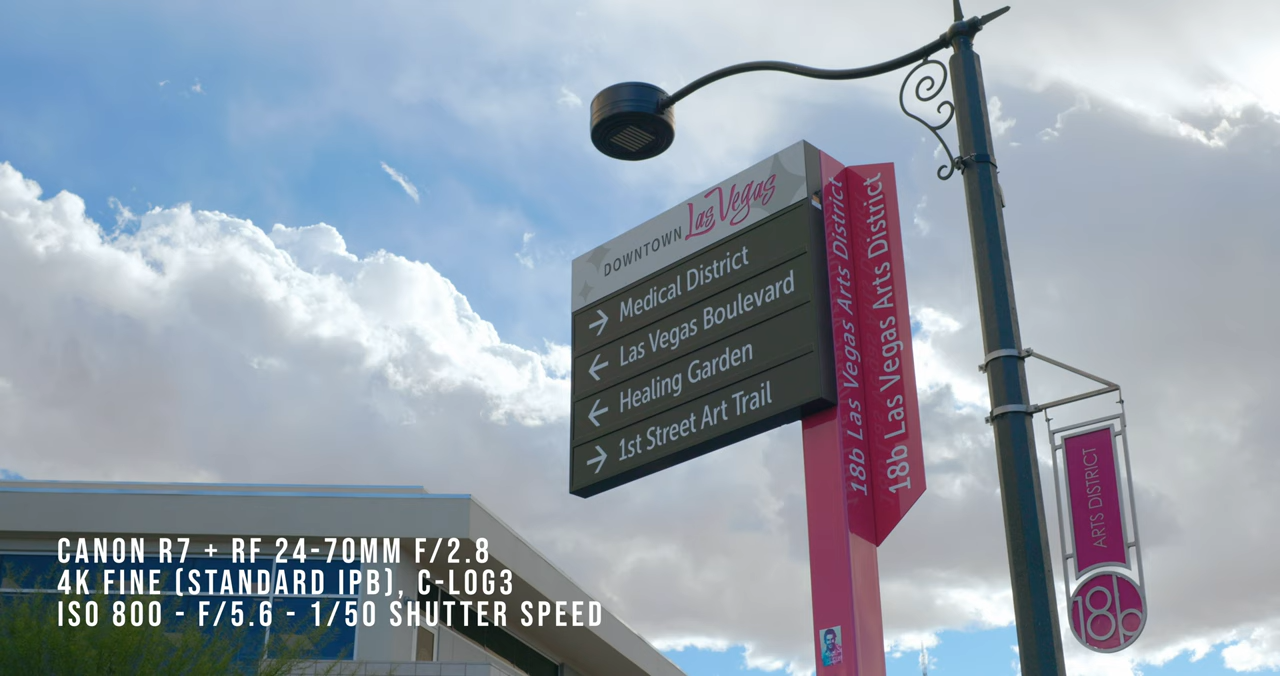 DOWNTOWN Las Vegas
→ Medical District
← Las Vegas Boulevard
← Healing Garden
→ 1st Street Art Trail
18b Las Vegas Arts District
18b Las Vegas Arts District
ARTS DISTRICT
18b
CANON R7 + RF 24-70MM F/2.8
4K FINE (STANDARD IPB), C-LOG3
ISO 800 - F/5.6 - 1/50 SHUTTER SPEED